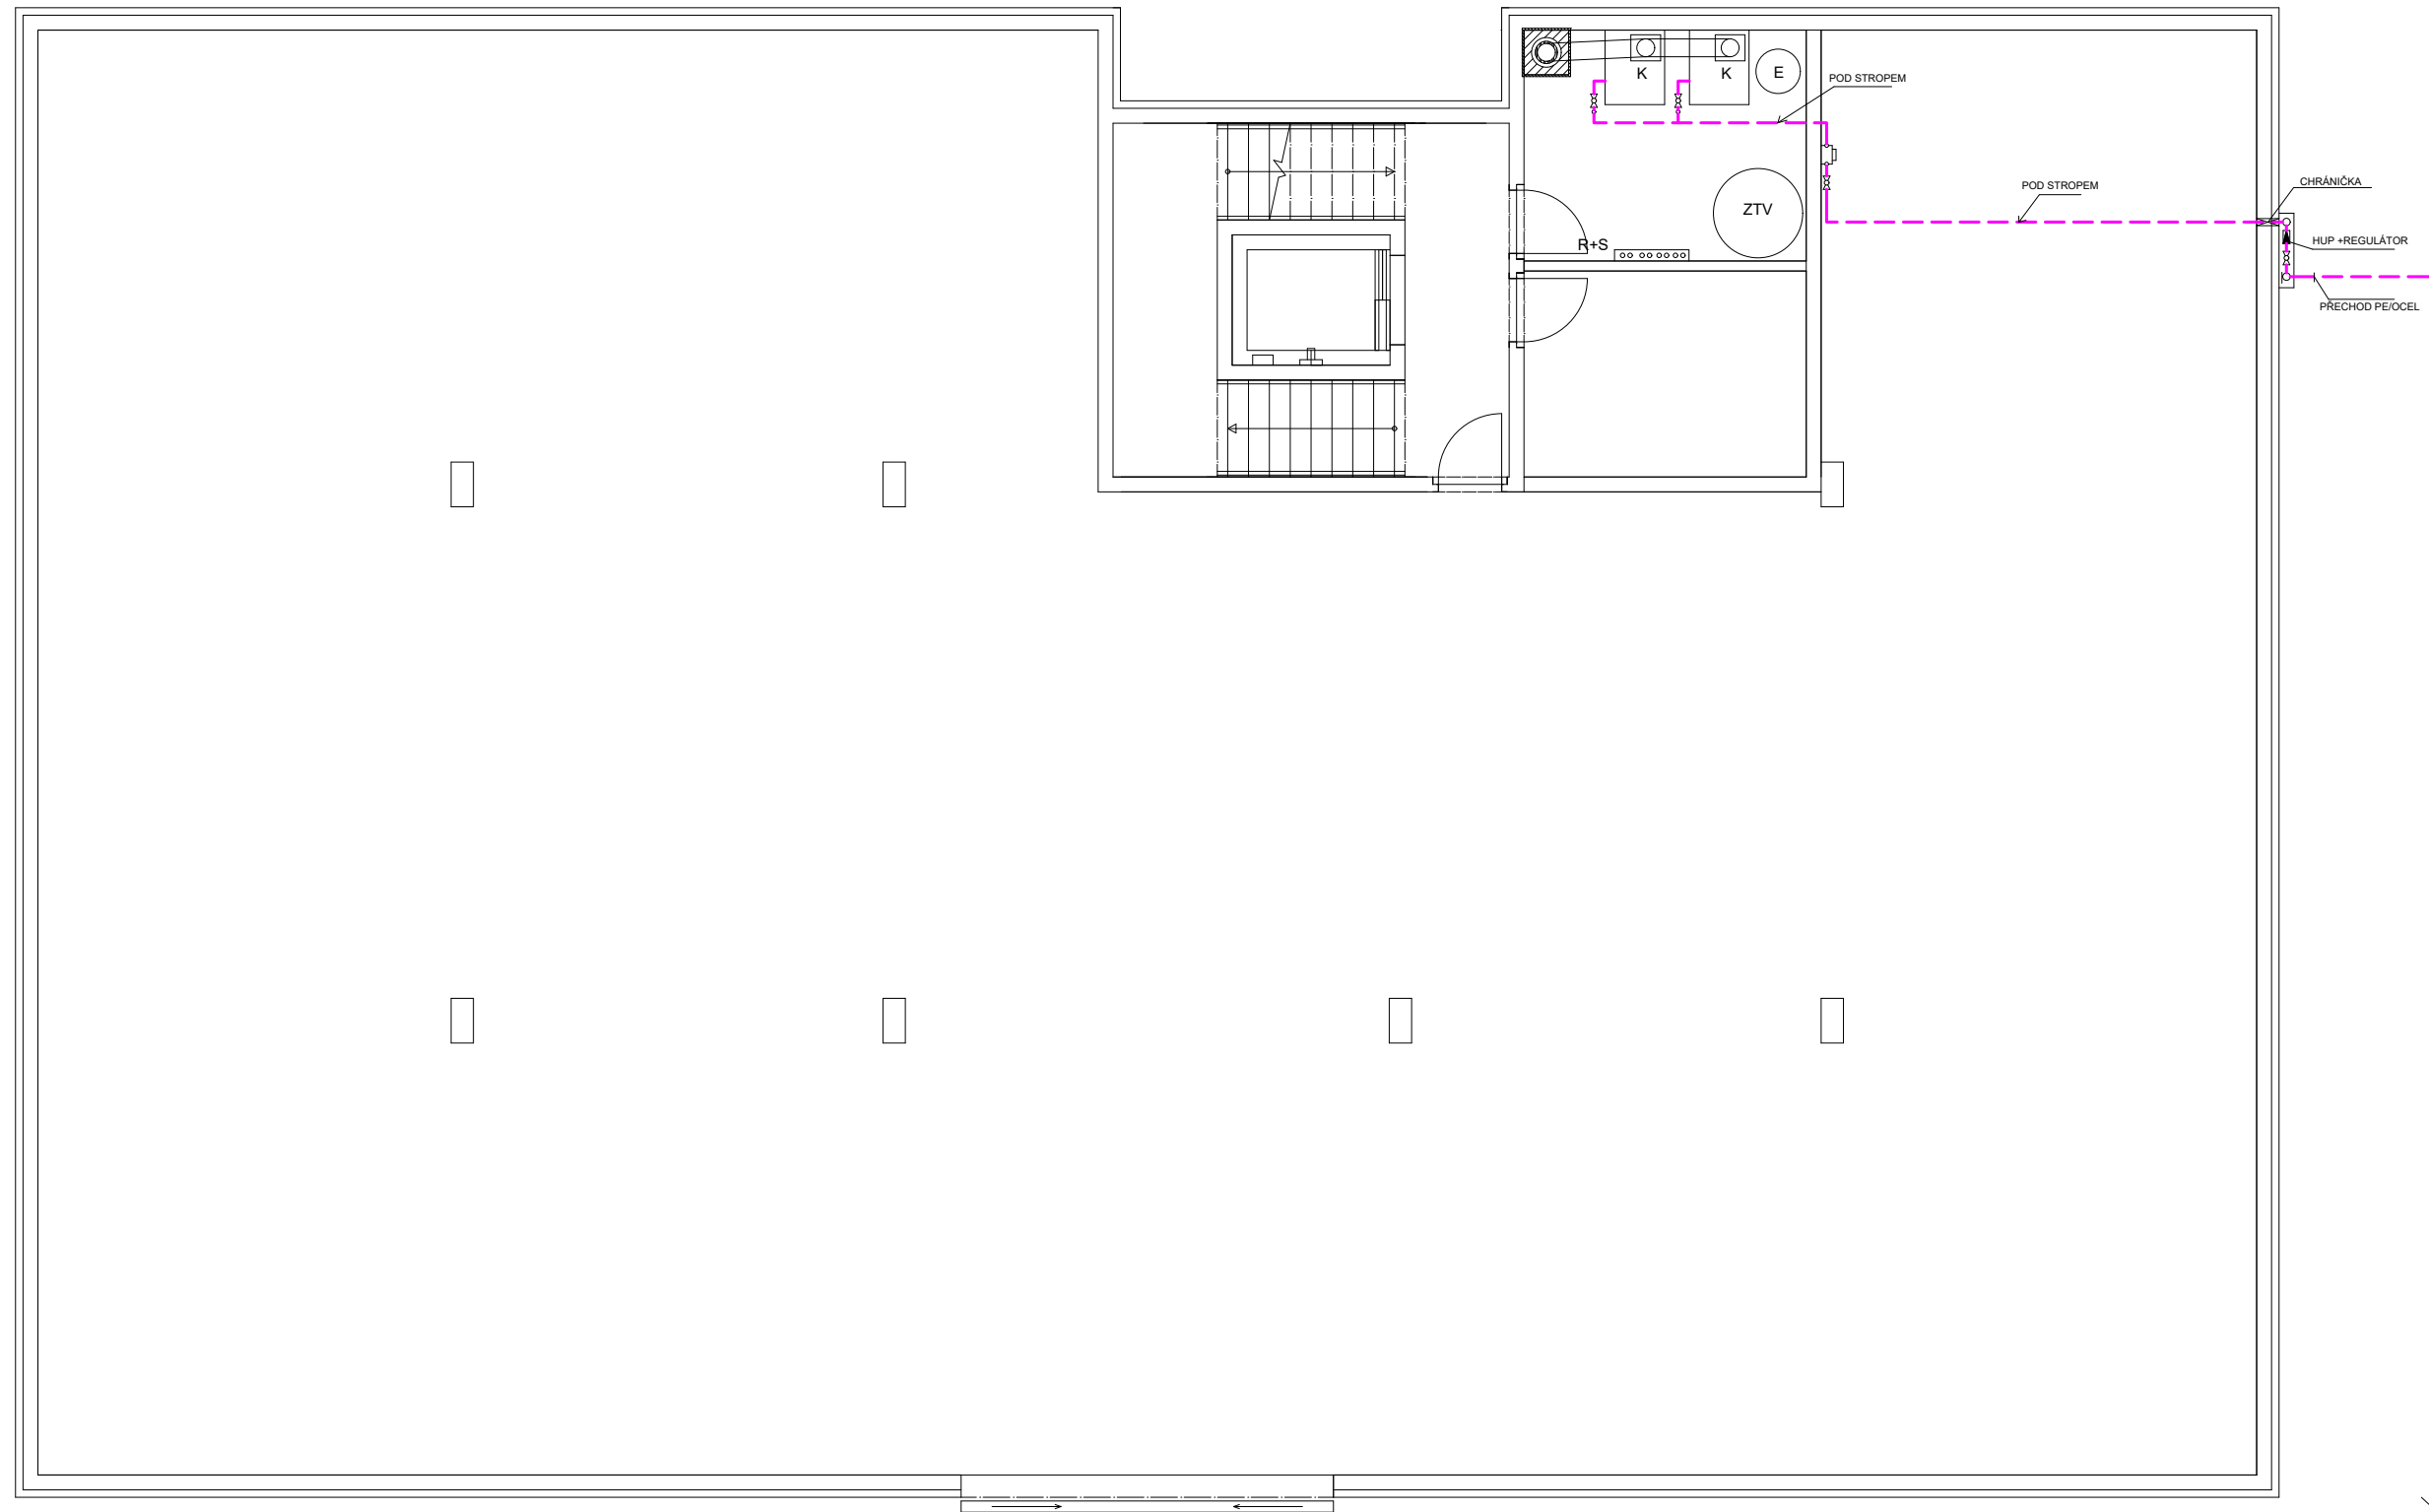 K
K
E
POD STROPEM
ZTV
R+S
POD STROPEM
CHRÁNIČKA
HUP +REGULÁTOR
PŘECHOD PE/OCEL